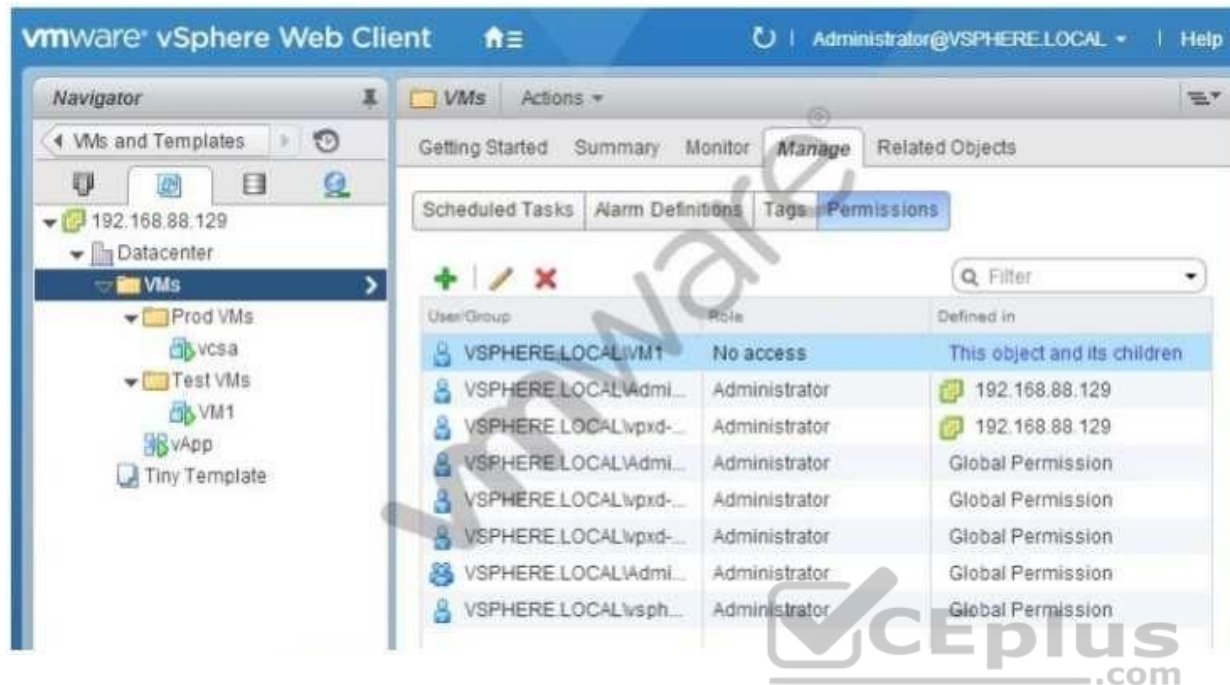 vmware® vSphere Web Client
Administrator@VSPHERE.LOCAL | Help
Navigator
VMs Actions
VMs and Templates
Getting Started Summary Monitor Manage Related Objects
Scheduled Tasks Alarm Definitions Tags Permissions
192.168.88.129
Datacenter
VMs
Prod VMs
vcsa
Test VMs
VM1
vApp
Tiny Template
Filter
User/Group Role Defined in
VSPHERE.LOCAL\VM1 No access This object and its children
VSPHERE.LOCAL\Admi... Administrator 192.168.88.129
VSPHERE.LOCAL\vpxd-... Administrator 192.168.88.129
VSPHERE.LOCAL\Admi... Administrator Global Permission
VSPHERE.LOCAL\vpxd-... Administrator Global Permission
VSPHERE.LOCAL\vpxd-... Administrator Global Permission
VSPHERE.LOCAL\Admi... Administrator Global Permission
VSPHERE.LOCAL\vsph... Administrator Global Permission
vmware®
CEplus
.com